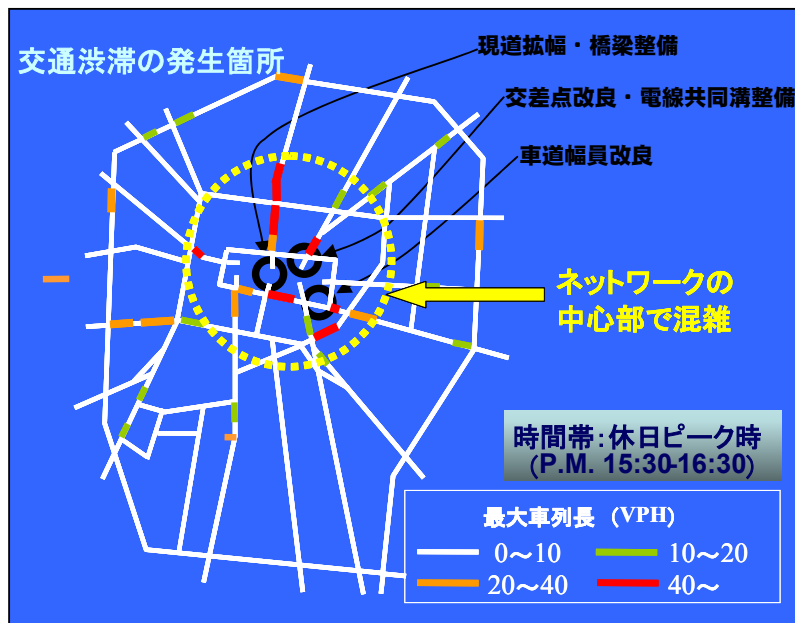 交通渋滞の発生箇所
現道拡幅・橋梁整備
交差点改良・電線共同溝整備
車道幅員改良
ネットワークの
中心部で混雑
時間帯:休日ピーク時
(P.M. 15:30-16:30)
最大車列長 (VPH)
0～10
10～20
20～40
40～